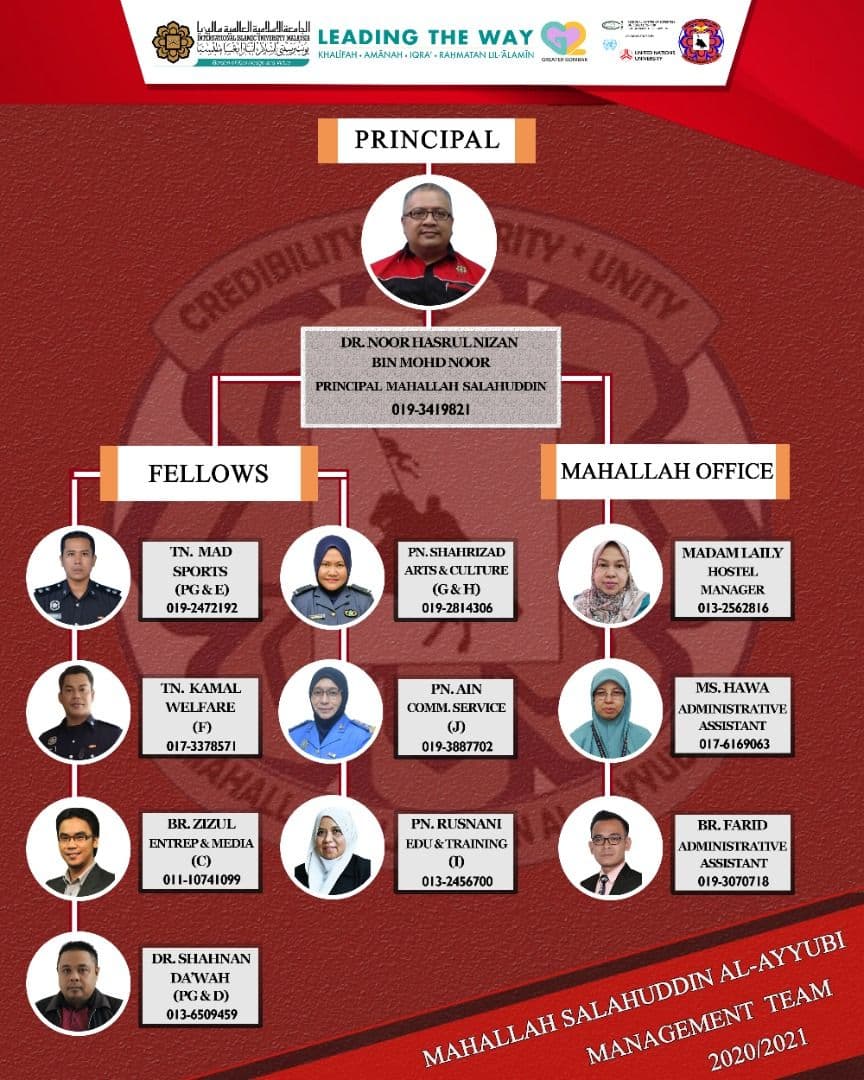 الجامعة الإسلامية العالمية ماليزيا
INTERNATIONAL ISLAMIC UNIVERSITY MALAYSIA
LEADING THE WAY
KHALĪFAH • AMĀNAH • IQRA' • RAHMATAN LIL-ĀLAMĪN
GREATER GOMBAK
UNITED NATIONS
UNIVERSITY
PRINCIPAL
CREDIBILITY
RITY * UNITY
DR. NOOR HASRUL NIZAN
BIN MOHD NOOR
PRINCIPAL MAHALLAH SALAHUDDIN
019-3419821
FELLOWS
MAHALLAH OFFICE
TN. MAD
SPORTS
(PG & E)
019-2472192
PN. SHAHRIZAD
ARTS & CULTURE
(G & H)
019-2814306
MADAM LAILY
HOSTEL
MANAGER
013-2562816
TN. KAMAL
WELFARE
(F)
017-3378571
PN. AIN
COMM. SERVICE
(J)
019-3887702
MS. HAWA
ADMINISTRATIVE
ASSISTANT
017-6169063
BR. ZIZUL
ENTREP & MEDIA
(C)
011-10741099
PN. RUSNANI
EDU & TRAINING
(I)
013-2456700
BR. FARID
ADMINISTRATIVE
ASSISTANT
019-3070718
DR. SHAHNAN
DA'WAH
(PG & D)
013-6509459
MAHALLAH SALAHUDDIN AL-AYYUBI
MANAGEMENT TEAM
2020/2021